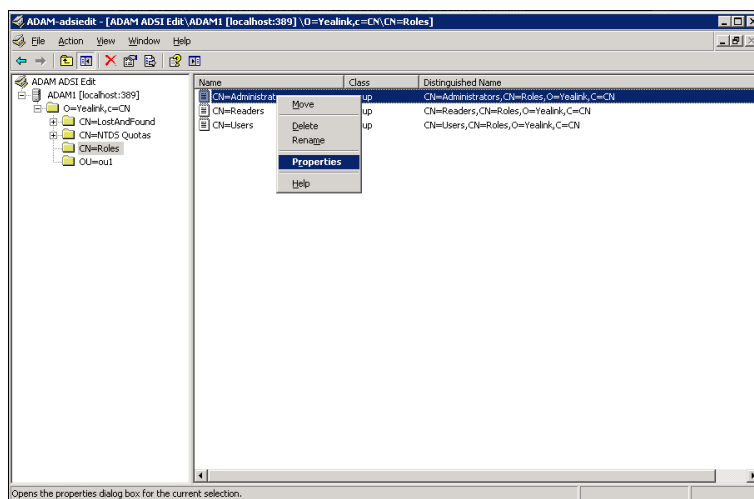 ADAM-adsiedit - [ADAM ADSI Edit\ADAM1 [localhost:389] \O=Yealink,c=CN\CN=Roles]
File Action View Window Help
ADAM ADSI Edit
ADAM1 [localhost:389]
O=Yealink,c=CN
CN=LostAndFound
CN=NTDS Quotas
CN=Roles
OU=ou1
Name Class Distinguished Name
CN=Administrat up CN=Administrators,CN=Roles,O=Yealink,C=CN
CN=Readers up CN=Readers,CN=Roles,O=Yealink,C=CN
CN=Users up CN=Users,CN=Roles,O=Yealink,C=CN
Move
Delete
Rename
Properties
Help
Opens the properties dialog box for the current selection.